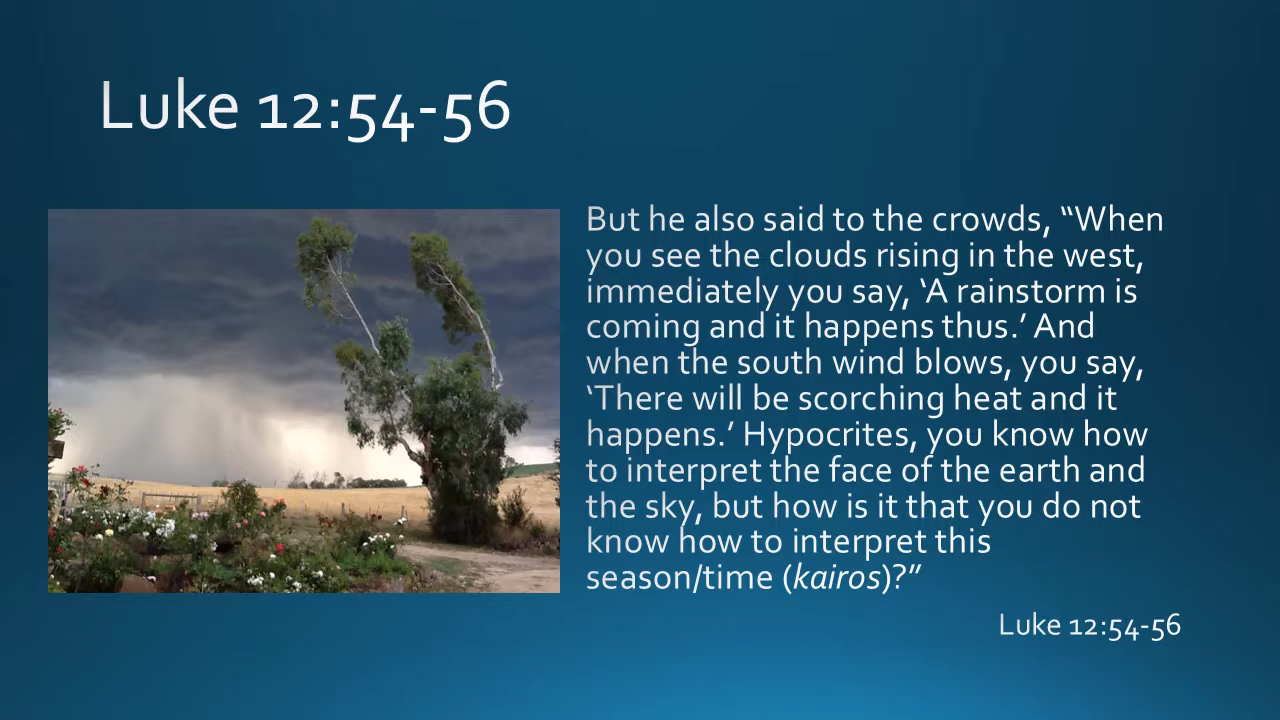 Luke 12:54-56
But he also said to the crowds, “When
you see the clouds rising in the west,
immediately you say, ‘A rainstorm is
coming and it happens thus.’ And
when the south wind blows, you say,
‘There will be scorching heat and it
happens.’ Hypocrites, you know how
to interpret the face of the earth and
the sky, but how is it that you do not
know how to interpret this
season/time (kairos)?”
Luke 12:54-56